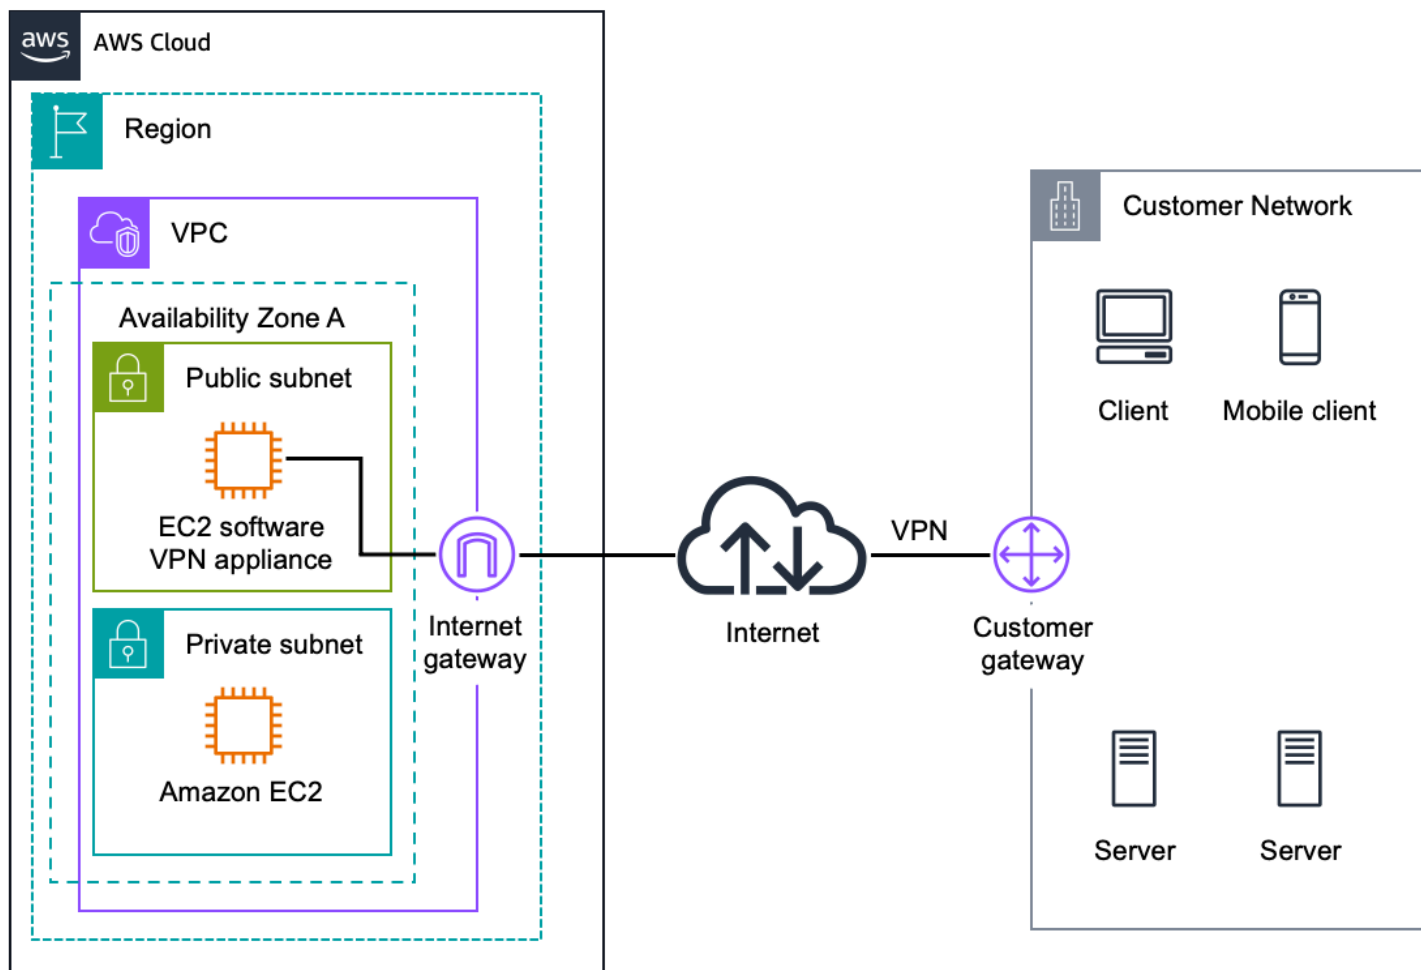 aws
AWS Cloud
Region
VPC
Availability Zone A
Public subnet
EC2 software
VPN appliance
Private subnet
Amazon EC2
Internet
gateway
Internet
VPN
Customer
gateway
Customer Network
Client
Mobile client
Server
Server